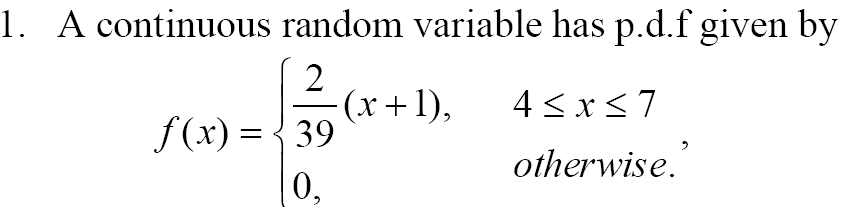 1. A continuous random variable has p.d.f given by
f(x) = { 2/39 (x+1), 4 ≤ x ≤ 7
0, otherwise. ,